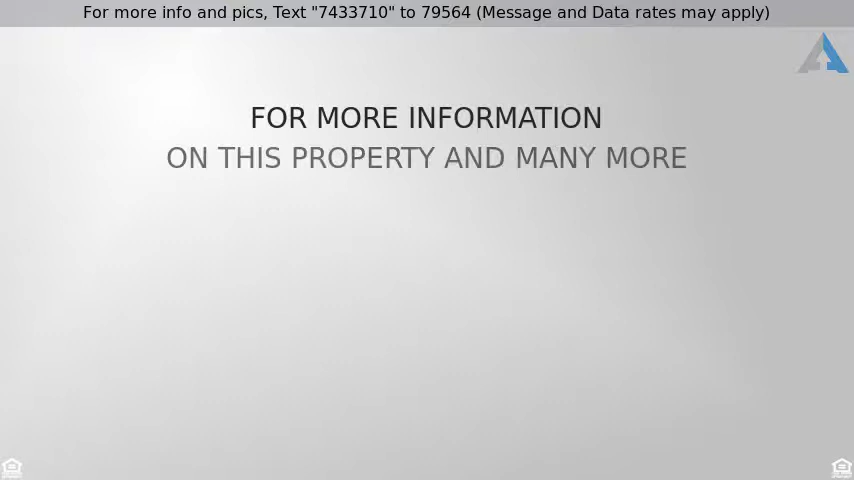 For more info and pics, Text "7433710" to 79564 (Message and Data rates may apply)
FOR MORE INFORMATION
ON THIS PROPERTY AND MANY MORE